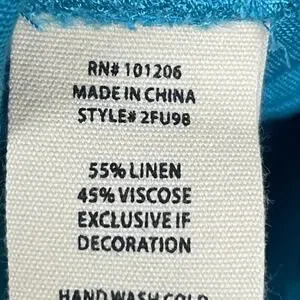 RN# 101206
MADE IN CHINA
STYLE# 2FU98
55% LINEN
45% VISCOSE
EXCLUSIVE IF
DECORATION
HAND WASH COLD